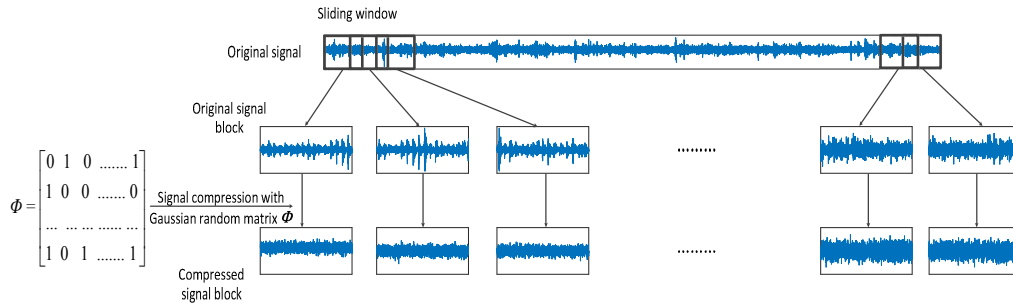 Sliding window
Original signal
Original signal
block
.........
Φ =
0 1 0 ....... 1
1 0 0 ....... 0
... ... ... ...... ...
1 0 1 ....... 1
Signal compression with
Gaussian random matrix Φ
.........
Compressed
signal block